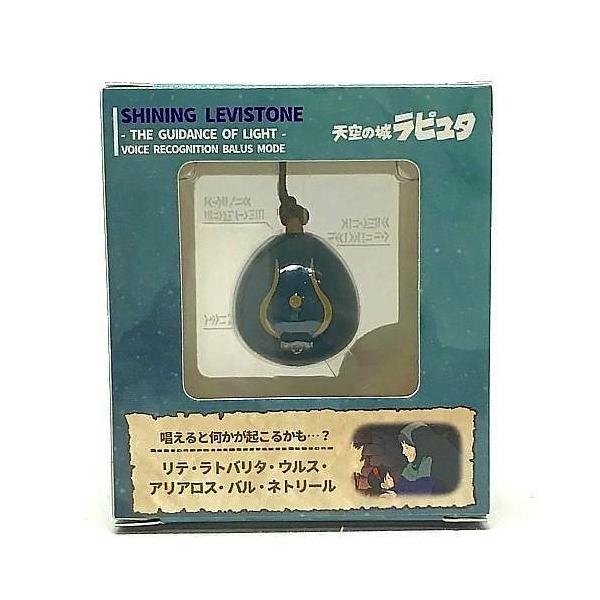 SHINING LEVISTONE
- THE GUIDANCE OF LIGHT -
VOICE RECOGNITION BALUS MODE
天空の城ラピュタ
唱えると何かが起こるかも…？
リテ・ラトバリタ・ウルス・
アリアロス・バル・ネトリール